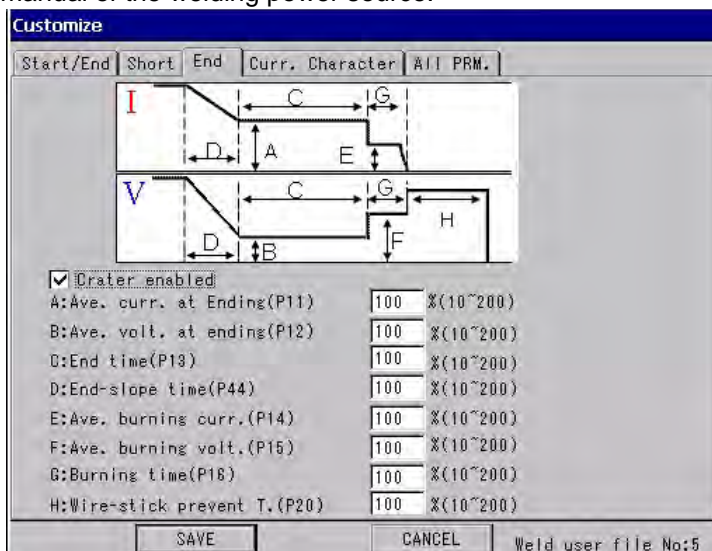 manual of the welding power source.
Customize
Start/End Short End Curr. Character All PRM.
I C G
D A E
V C G
D B F H
Crater enabled
A:Ave. curr. at Ending(P11) 100 %(10~200)
B:Ave. volt. at ending(P12) 100 %(10~200)
C:End time(P13) 100 %(10~200)
D:End-slope time(P44) 100 %(10~200)
E:Ave. burning curr.(P14) 100 %(10~200)
F:Ave. burning volt.(P15) 100 %(10~200)
G:Burning time(P16) 100 %(10~200)
H:Wire-stick prevent T.(P20) 100 %(10~200)
SAVE CANCEL Weld user file No:5